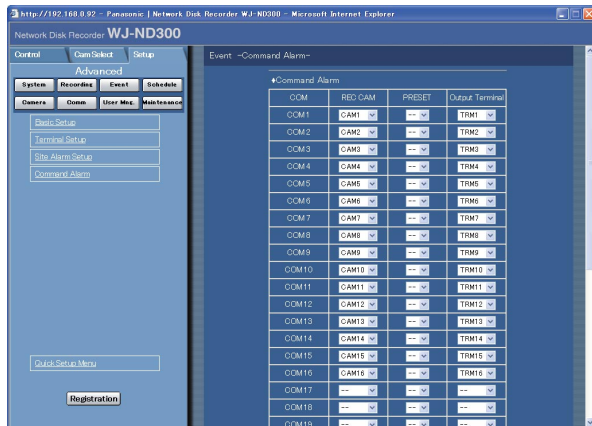 http://192.168.0.92 - Panasonic | Network Disk Recorder WJ-ND300 - Microsoft Internet Explorer
Network Disk Recorder WJ-ND300
Control Cam Select Setup
Advanced
System Recording Event Schedule
Camera Comm User Mng. Maintenance
Basic Setup
Terminal Setup
Site Alarm Setup
Command Alarm
Quick Setup Menu
Registration
Event -Command Alarm-
◆Command Alarm
COM REC CAM PRESET Output Terminal
COM1 CAM1 -- TRM1
COM2 CAM2 -- TRM2
COM3 CAM3 -- TRM3
COM4 CAM4 -- TRM4
COM5 CAM5 -- TRM5
COM6 CAM6 -- TRM6
COM7 CAM7 -- TRM7
COM8 CAM8 -- TRM8
COM9 CAM9 -- TRM9
COM10 CAM10 -- TRM10
COM11 CAM11 -- TRM11
COM12 CAM12 -- TRM12
COM13 CAM13 -- TRM13
COM14 CAM14 -- TRM14
COM15 CAM15 -- TRM15
COM16 CAM16 -- TRM16
COM17 -- -- --
COM18 -- -- --
COM19 -- -- --